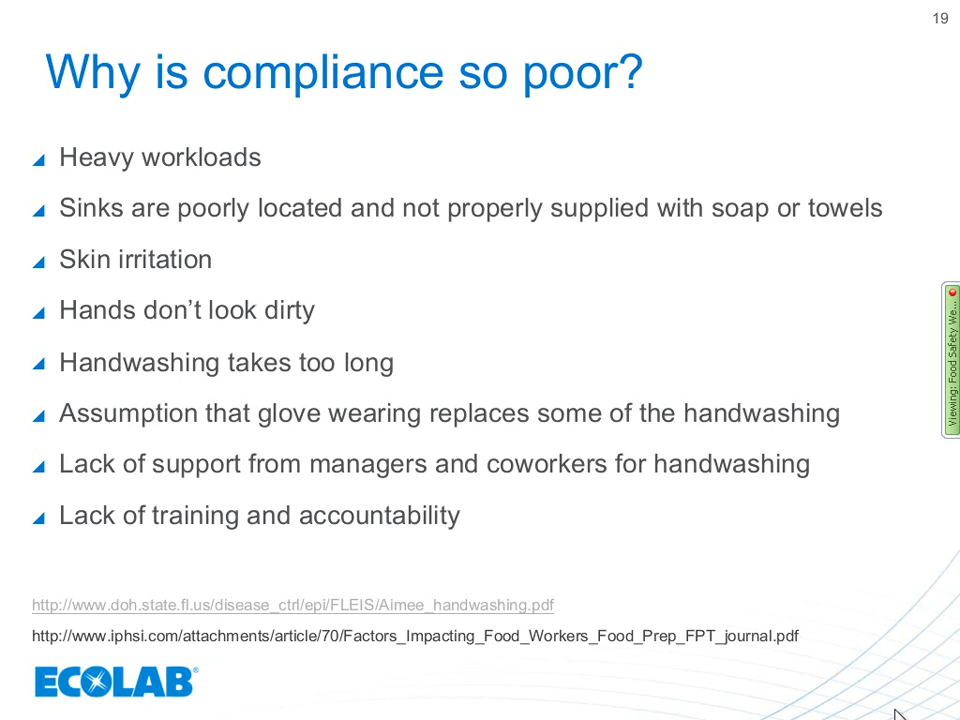 19
Why is compliance so poor?
Heavy workloads
Sinks are poorly located and not properly supplied with soap or towels
Skin irritation
Hands don’t look dirty
Handwashing takes too long
Assumption that glove wearing replaces some of the handwashing
Lack of support from managers and coworkers for handwashing
Lack of training and accountability
Viewing: Food Safety We...
http://www.doh.state.fl.us/disease_ctrl/epi/FLEIS/Aimee_handwashing.pdf
http://www.iphsi.com/attachments/article/70/Factors_Impacting_Food_Workers_Food_Prep_FPT_journal.pdf
ECOLAB®